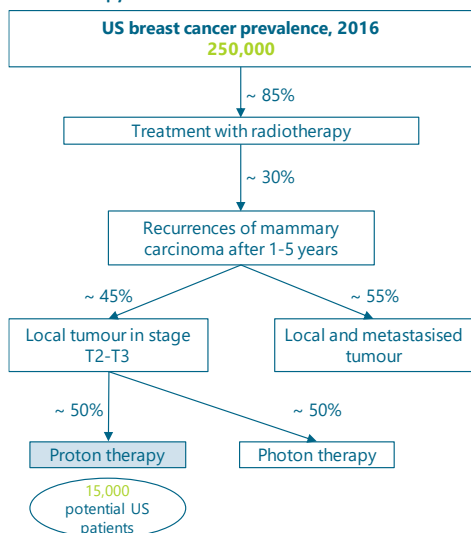 US breast cancer prevalence, 2016
250,000
~ 85%
Treatment with radiotherapy
~ 30%
Recurrences of mammary
carcinoma after 1-5 years
~ 45%
~ 55%
Local tumour in stage
T2-T3
Local and metastasised
tumour
~ 50%
~ 50%
Proton therapy
Photon therapy
15,000
potential US
patients